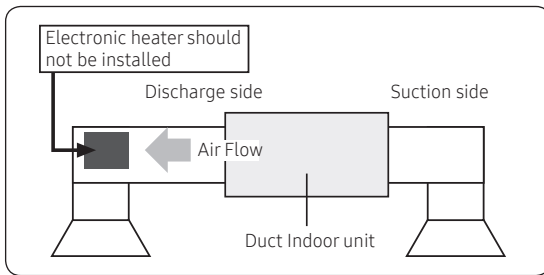 Electronic heater should
not be installed
Discharge side
Suction side
Air Flow
Duct Indoor unit